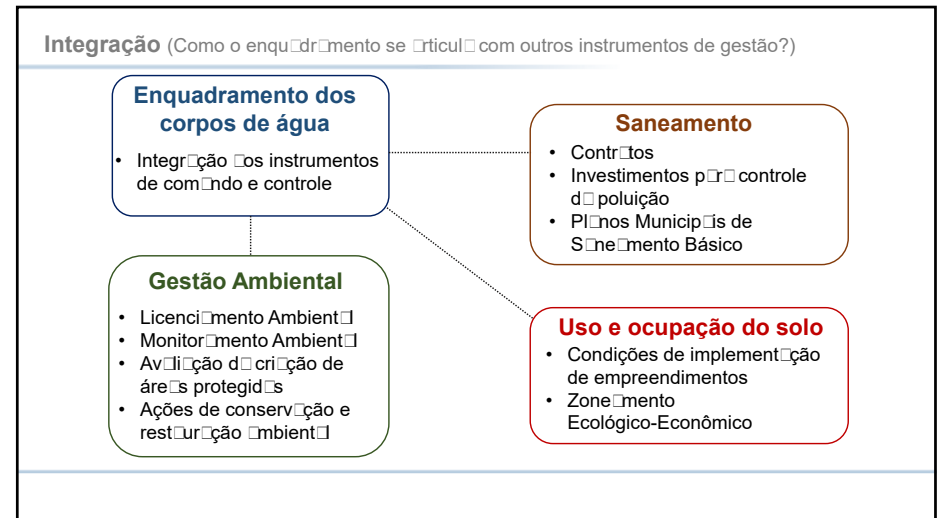 Integração (Como o enqu□dr□mento se □rticul□ com outros instrumentos de gestão?)
Enquadramento dos
corpos de água
• Integr□ção □os instrumentos
de com□ndo e controle
Saneamento
• Contr□tos
• Investimentos p□r□ controle
d□ poluição
• Pl□nos Municip□is de
S□ne□mento Básico
Gestão Ambiental
• Licenci□mento Ambient□l
• Monitor□mento Ambient□l
• Av□li□ção d□ cri□ção de
áre□s protegid□s
• Ações de conserv□ção e
rest□ur□ção □mbient□l
Uso e ocupação do solo
• Condições de implement□ção
de empreendimentos
• Zone□mento
Ecológico-Econômico